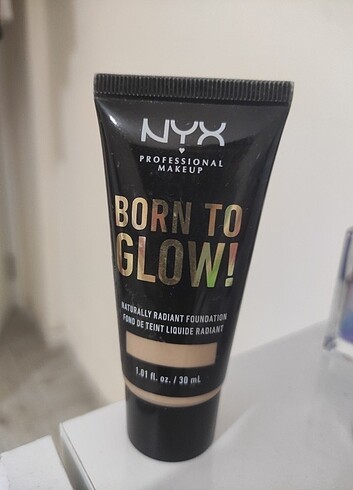 NYX
PROFESSIONAL
MAKEUP
BORN TO
GLOW!
NATURALLY RADIANT FOUNDATION
FOND DE TEINT LIQUIDE RADIANT
1.01 fl. oz. / 30 mL